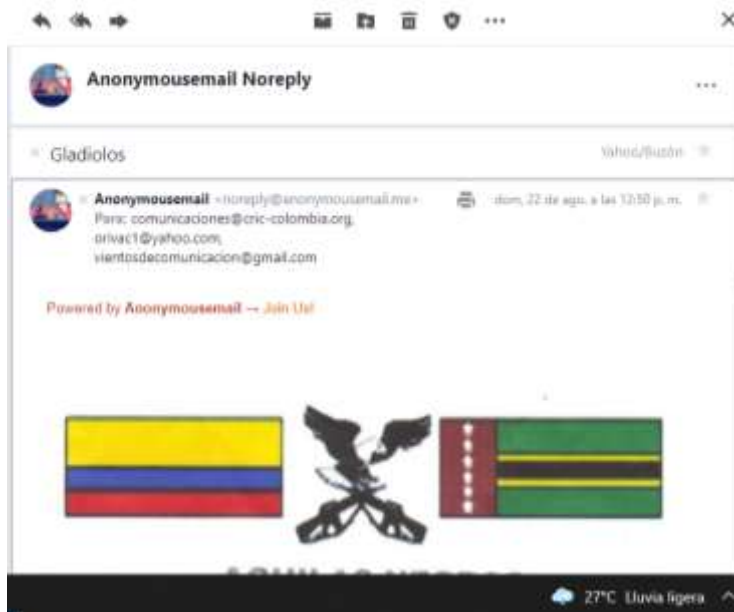 Anonymousemail Noreply
Gladiolos
Yahoo/Buzón
Anonymousemail <noreply@anonymousemail.me>
dom, 22 de ago. a las 12:50 p. m.
Para: comunicaciones@cric-colombia.org,
orivac1@yahoo.com,
vientosdecomunicacion@gmail.com
Powered by Anonymousemail → Join Us!
27°C Lluvia ligera